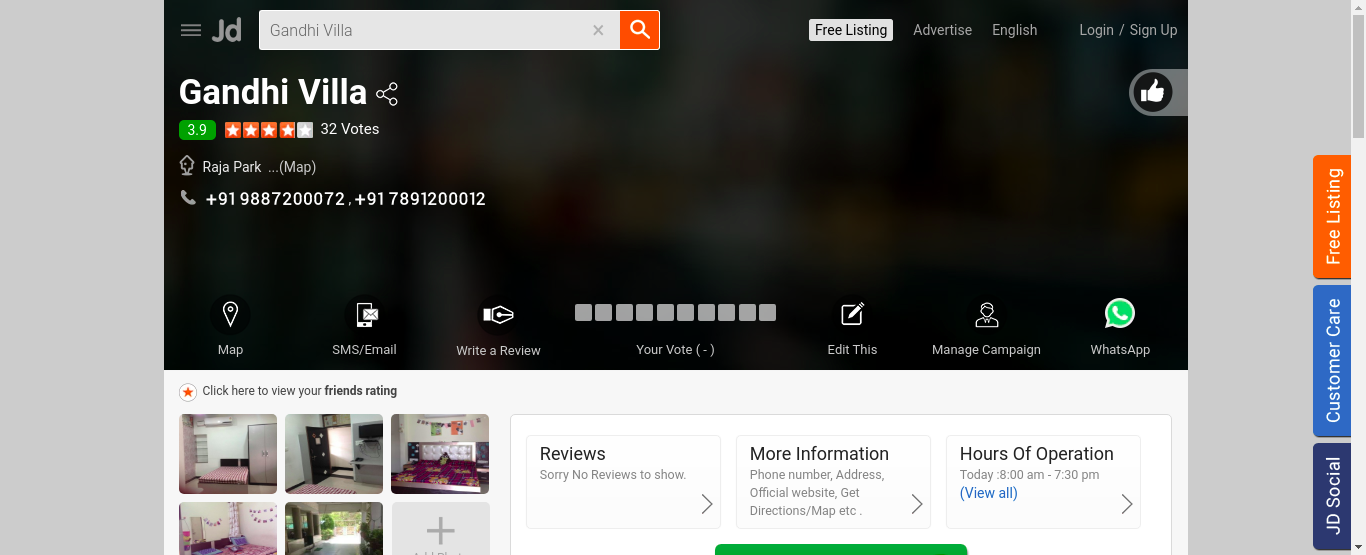 Jd
Gandhi Villa
Free Listing
Advertise
English
Login / Sign Up
Gandhi Villa
3.9
32 Votes
Raja Park ...(Map)
+91 9887200072 , +91 7891200012
Map
SMS/Email
Write a Review
Your Vote ( - )
Edit This
Manage Campaign
WhatsApp
Click here to view your friends rating
Reviews
Sorry No Reviews to show.
More Information
Phone number, Address,
Official website, Get
Directions/Map etc .
Hours Of Operation
Today :8:00 am - 7:30 pm
(View all)
Free Listing
Customer Care
JD Social